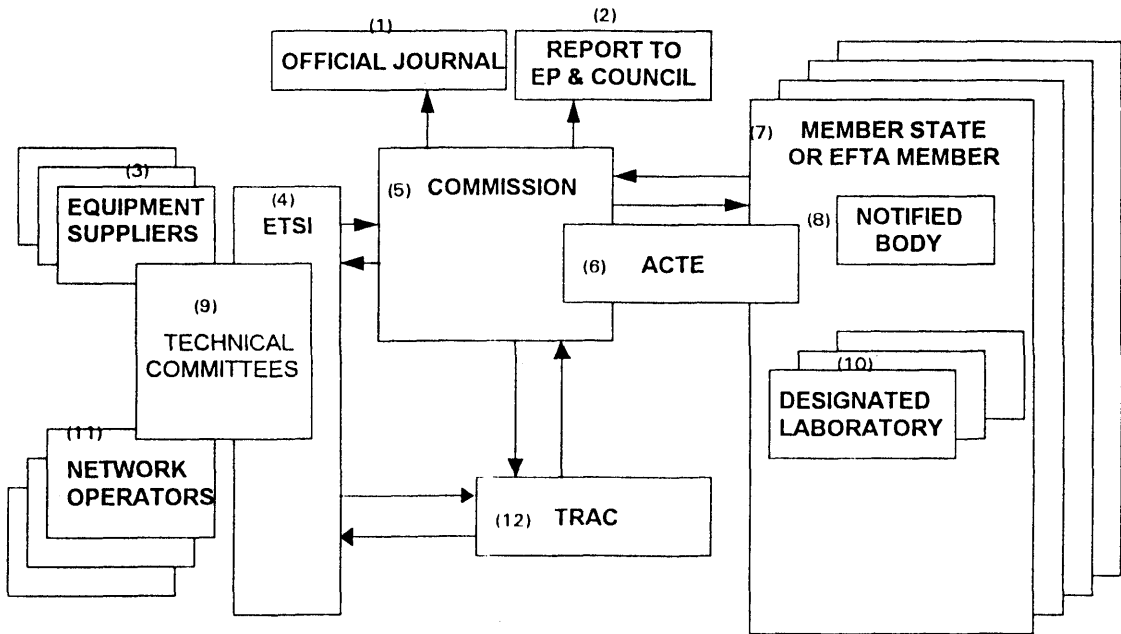 (1)
OFFICIAL JOURNAL
(2)
REPORT TO
EP & COUNCIL
(3)
EQUIPMENT
SUPPLIERS
(4)
ETSI
(5)
COMMISSION
(6)
ACTE
(7)
MEMBER STATE
OR EFTA MEMBER
(8)
NOTIFIED
BODY
(9)
TECHNICAL
COMMITTEES
(10)
DESIGNATED
LABORATORY
(11)
NETWORK
OPERATORS
(12)
TRAC